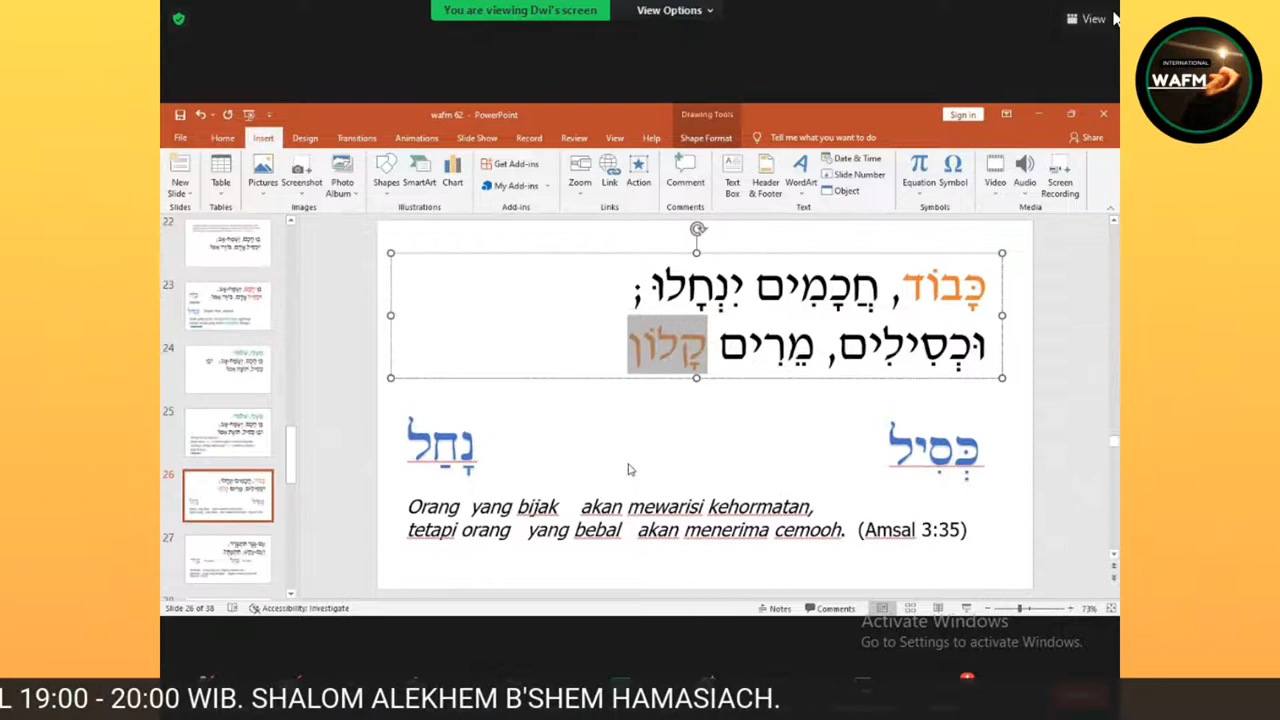 You are viewing Dwi's screen
View Options
View
INTERNATIONAL
WAFM
wafm 62 - PowerPoint
Drawing Tools
Sign in
File
Home
Insert
Design
Transitions
Animations
Slide Show
Record
Review
View
Help
Shape Format
Tell me what you want to do
Share
New Slide
Table
Pictures
Screenshot
Photo Album
Shapes
SmartArt
Chart
Get Add-ins
My Add-ins
Zoom
Link
Action
Comment
Text Box
Header & Footer
WordArt
Date & Time
Slide Number
Object
Equation
Symbol
Video
Audio
Screen Recording
Slides
Tables
Images
Illustrations
Add-ins
Links
Comments
Text
Symbols
Media
22
23
24
25
26
27
כָּבוֹד, חֲכָמִים יִנְחָלוּ ;
וּכְסִילִים, מֵרִים קָלוֹן
כְּסִיל
נָחַל
Orang yang bijak akan mewarisi kehormatan,
tetapi orang yang bebal akan menerima cemooh. (Amsal 3:35)
Slide 26 of 38
Accessibility: Investigate
Notes
Comments
73%
Activate Windows
Go to Settings to activate Windows.
L 19:00 - 20:00 WIB. SHALOM ALEKHEM B'SHEM HAMASIACH.